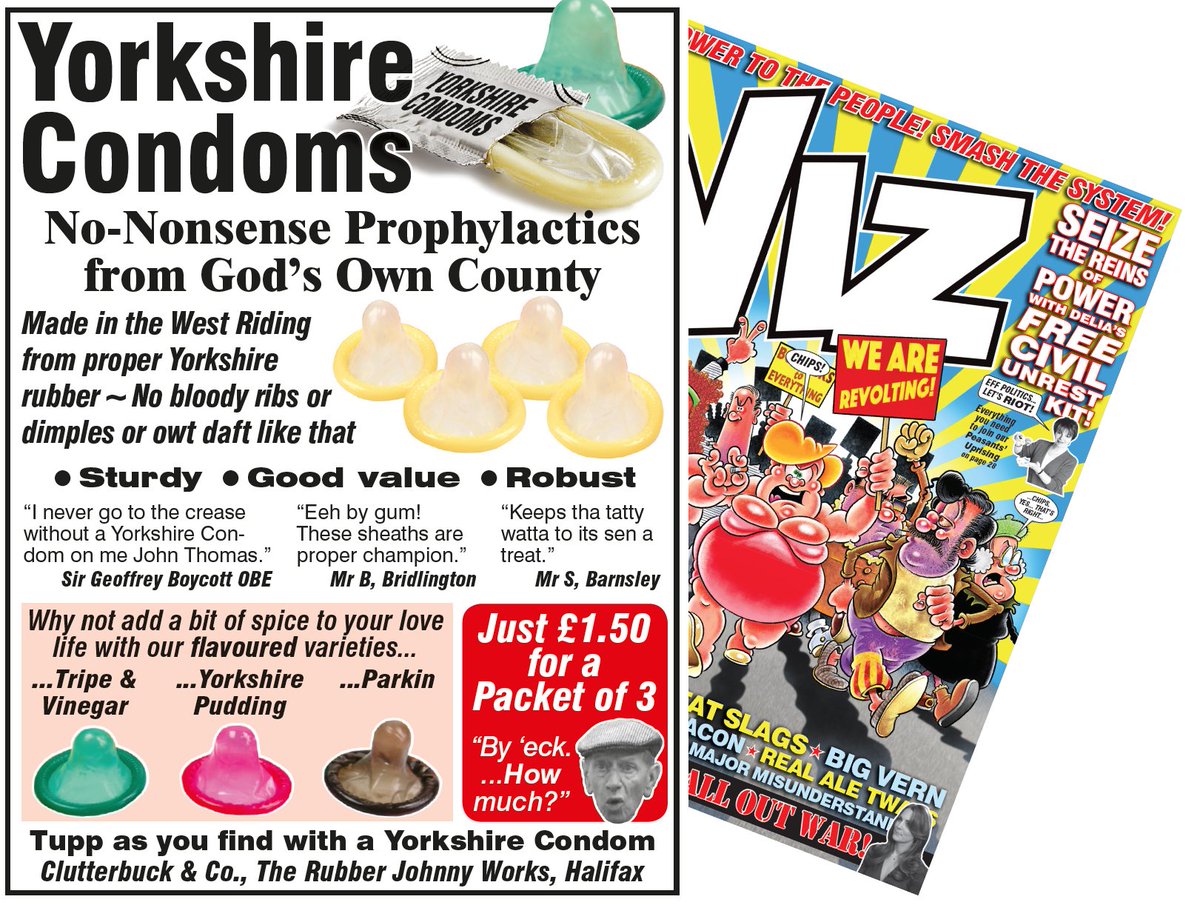 Yorkshire
Condoms
YORKSHIRE
CONDOMS
No-Nonsense Prophylactics
from God's Own County
Made in the West Riding
from proper Yorkshire
rubber ~ No bloody ribs or
dimples or owt daft like that
● Sturdy ● Good value ● Robust
“I never go to the crease
without a Yorkshire Con-
dom on me John Thomas.”
Sir Geoffrey Boycott OBE
“Eeh by gum!
These sheaths are
proper champion.”
Mr B, Bridlington
“Keeps tha tatty
watta to its sen a
treat.”
Mr S, Barnsley
Why not add a bit of spice to your love
life with our flavoured varieties...
...Tripe &
Vinegar
...Yorkshire
Pudding
...Parkin
Just £1.50
for a
Packet of 3
“By ‘eck.
...How
much?”
Tupp as you find with a Yorkshire Condom
Clutterbuck & Co., The Rubber Johnny Works, Halifax
OWER TO THE PEOPLE! SMASH THE SYSTEM!
Viz
SEIZE
THE REINS
OF
POWER
WITH DELIA'S
FREE
CIVIL
UNREST
KIT!
EFF POLITICS...
LET'S RIOT!
Everything
you need
to join our
Peasants'
Uprising
on page 28
CHIPS!
EVERYTHING
WE ARE
REVOLTING!
CHIPS,
YES... THAT'S
RIGHT...
AT SLAGS ★ BIG VERN
ACON ★ REAL ALE TWA
MAJOR MISUNDERSTAN
ALL OUT WAR!